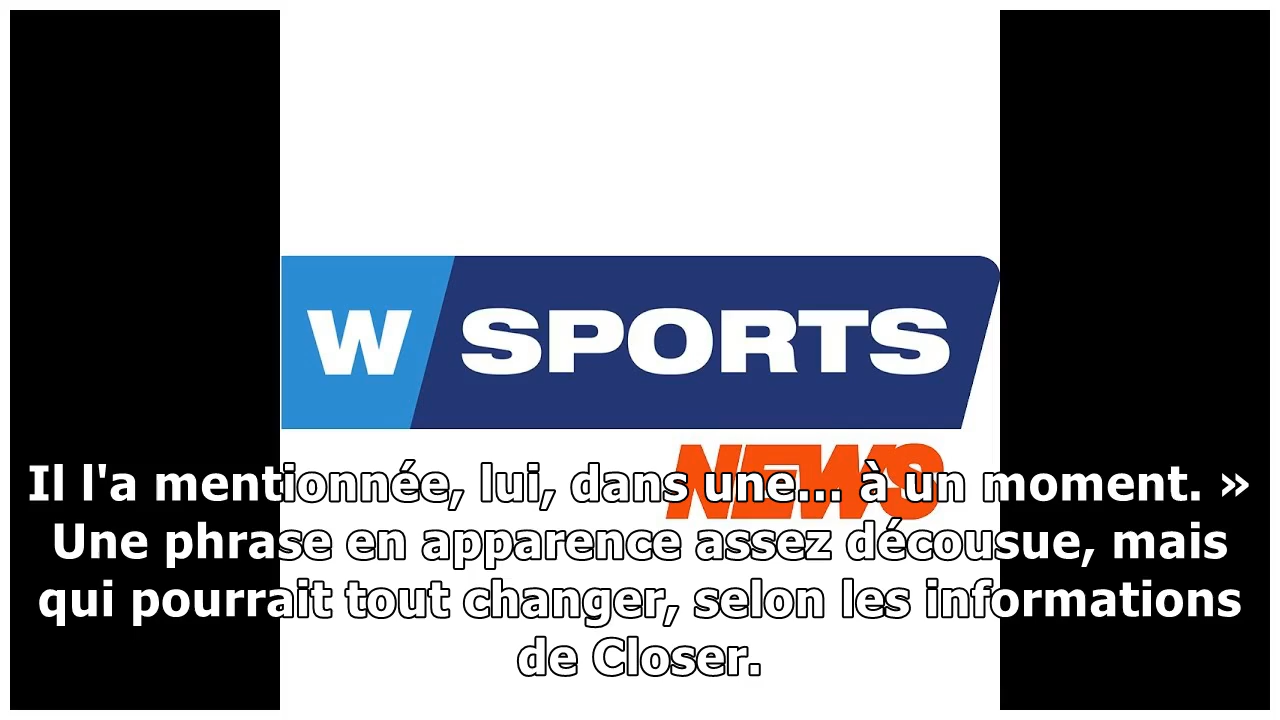 W SPORTS
NEWS
Il l'a mentionnée, lui, dans une... à un moment. »
Une phrase en apparence assez décousue, mais
qui pourrait tout changer, selon les informations
de Closer.